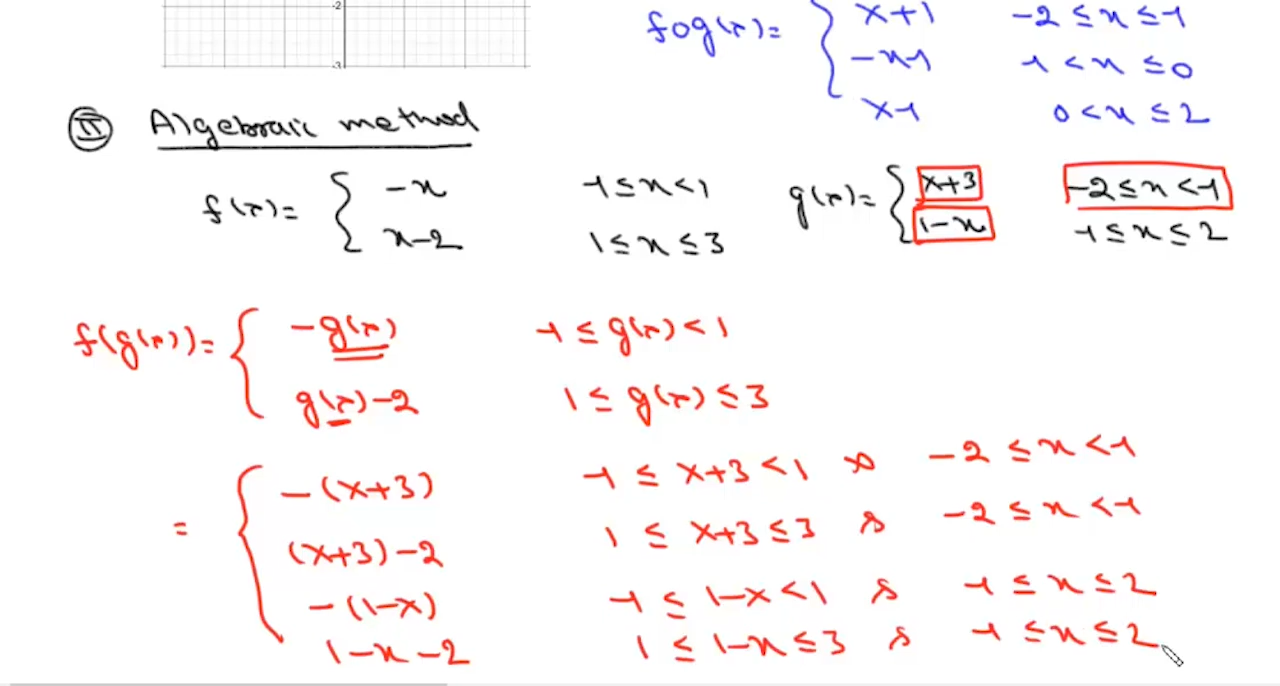 -2
-3
fog(x) = { x+1   -2 ≤ x ≤ -1
-x-1   -1 < x ≤ 0
x-1   0 < x ≤ 2
II Algebraic method
f(x) = { -x   -1 ≤ x < 1   g(x) = { x+3   -2 ≤ x < -1
x-2   1 ≤ x ≤ 3   1-x   -1 ≤ x ≤ 2
f(g(x)) = { -g(x)   -1 ≤ g(x) < 1
g(x)-2   1 ≤ g(x) ≤ 3
= { -(x+3)   -1 ≤ x+3 < 1 & -2 ≤ x < -1
(x+3)-2   1 ≤ x+3 ≤ 3 & -2 ≤ x < -1
-(1-x)   -1 ≤ 1-x < 1 & -1 ≤ x ≤ 2
1-x-2   1 ≤ 1-x ≤ 3 & -1 ≤ x ≤ 2